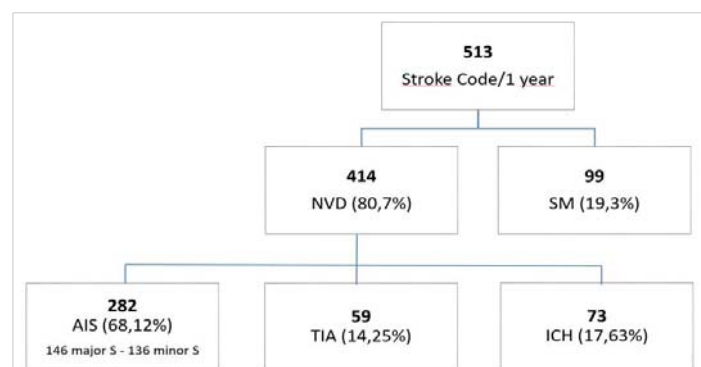 513
Stroke Code/1 year
414
NVD (80,7%)
99
SM (19,3%)
282
AIS (68,12%)
146 major S - 136 minor S
59
TIA (14,25%)
73
ICH (17,63%)